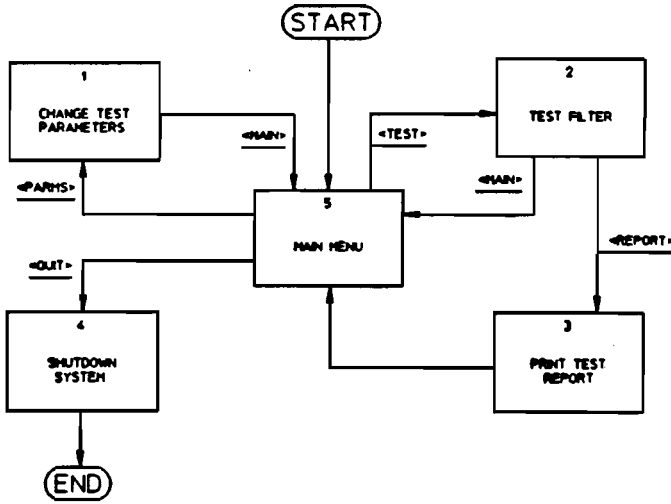 START
1
CHANGE TEST
PARAMETERS
2
TEST FILTER
<MAIN>
<TEST>
<PARMS>
<MAIN>
5
MAIN MENU
<REPORT>
<QUIT>
4
SHUTDOWN
SYSTEM
3
PRINT TEST
REPORT
END